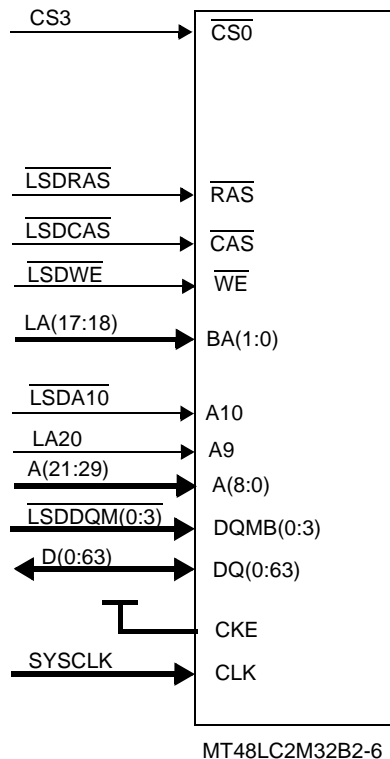 CS3 CS0
LSDRAS RAS
LSDCAS CAS
LSDWE WE
LA(17:18) BA(1:0)
LSDA10 A10
LA20 A9
A(21:29) A(8:0)
LSDDQM(0:3) DQMB(0:3)
D(0:63) DQ(0:63)
CKE
SYSCLK CLK
MT48LC2M32B2-6